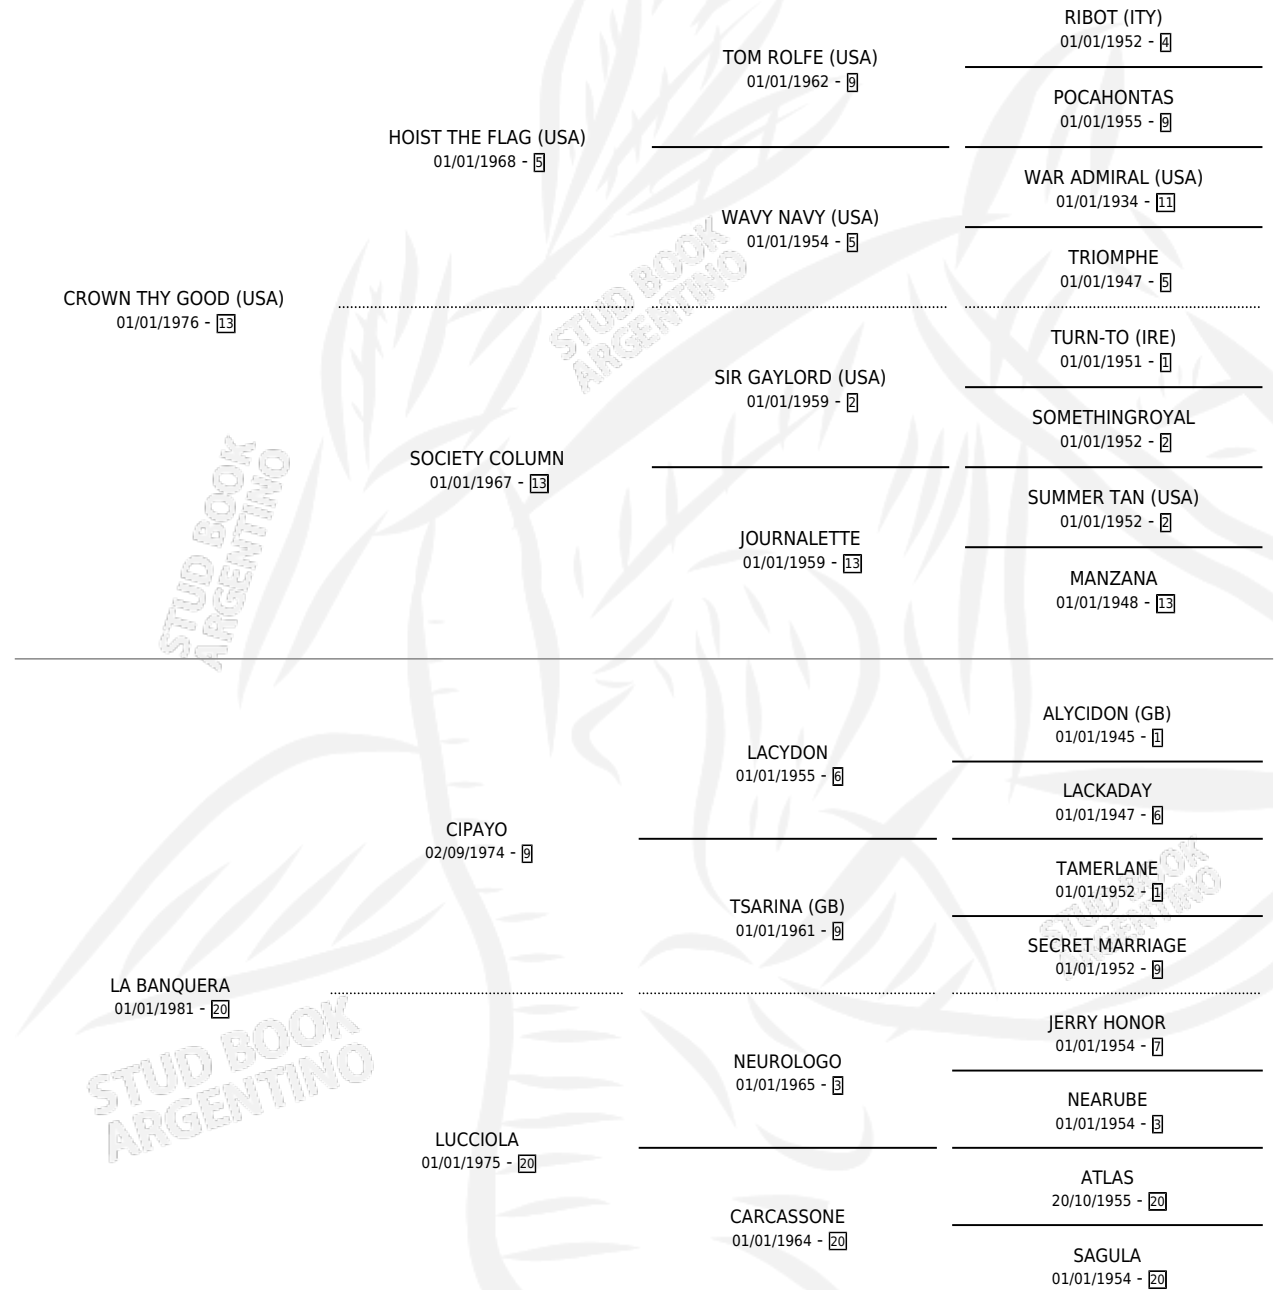 RIBOT (ITY)
01/01/1952 - 4
TOM ROLFE (USA)
01/01/1962 - 9
POCAHONTAS
01/01/1955 - 9
HOIST THE FLAG (USA)
01/01/1968 - 5
WAR ADMIRAL (USA)
01/01/1934 - 11
WAVY NAVY (USA)
01/01/1954 - 5
TRIOMPHE
01/01/1947 - 5
CROWN THY GOOD (USA)
01/01/1976 - 13
TURN-TO (IRE)
01/01/1951 - 1
SIR GAYLORD (USA)
01/01/1959 - 2
SOMETHINGROYAL
01/01/1952 - 2
SOCIETY COLUMN
01/01/1967 - 13
SUMMER TAN (USA)
01/01/1952 - 2
JOURNALETTE
01/01/1959 - 13
MANZANA
01/01/1948 - 13
ALYCIDON (GB)
01/01/1945 - 1
LACYDON
01/01/1955 - 6
LACKADAY
01/01/1947 - 6
CIPAYO
02/09/1974 - 9
TAMERLANE
01/01/1952 - 1
TSARINA (GB)
01/01/1961 - 9
SECRET MARRIAGE
01/01/1952 - 9
LA BANQUERA
01/01/1981 - 20
JERRY HONOR
01/01/1954 - 7
NEUROLOGO
01/01/1965 - 3
NEARUBE
01/01/1954 - 3
LUCCIOLA
01/01/1975 - 20
ATLAS
20/10/1955 - 20
CARCASSONE
01/01/1964 - 20
SAGULA
01/01/1954 - 20
STUD BOOK
ARGENTINO
STUD BOOK
ARGENTINO
STUD BOOK
ARGENTINO
STUD BOOK
ARGENTINO